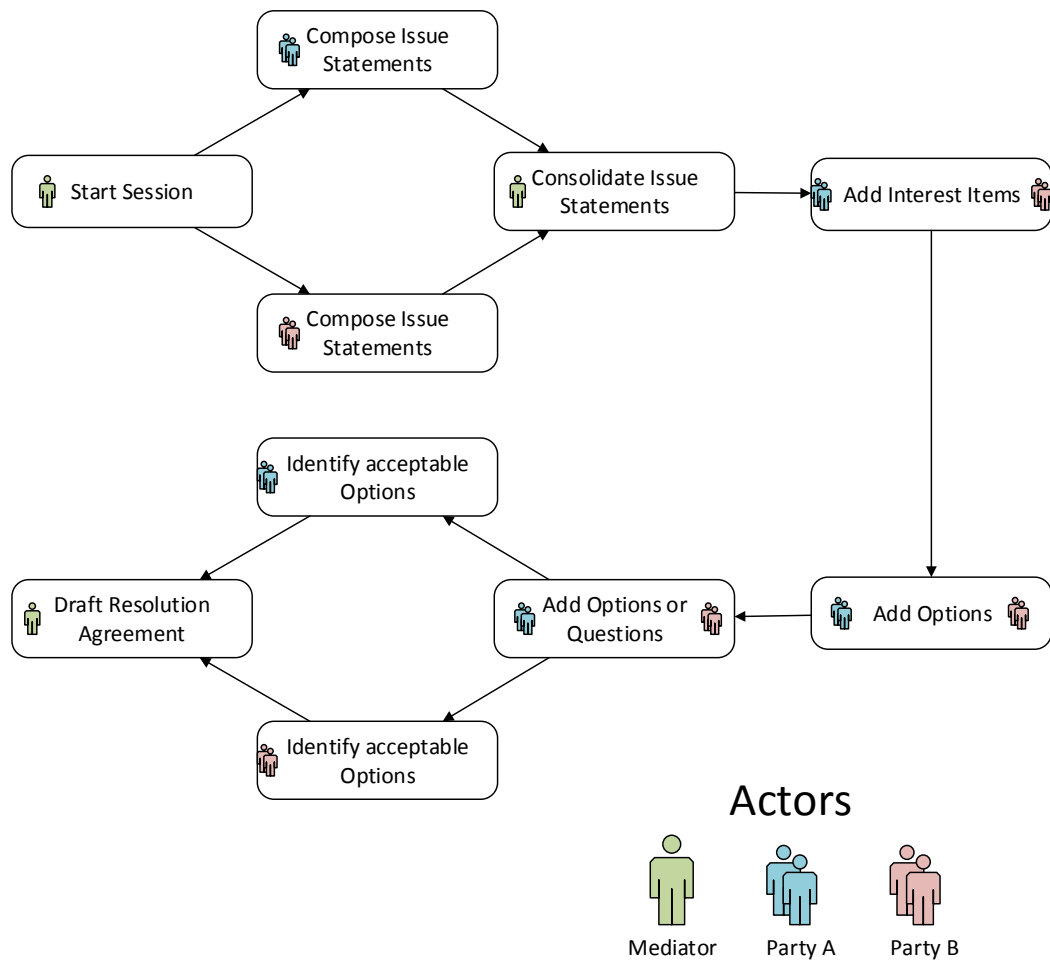 Compose Issue
Statements
Start Session
Consolidate Issue
Statements
Add Interest Items
Compose Issue
Statements
Identify acceptable
Options
Draft Resolution
Agreement
Add Options or
Questions
Add Options
Identify acceptable
Options
Actors
Mediator
Party A
Party B